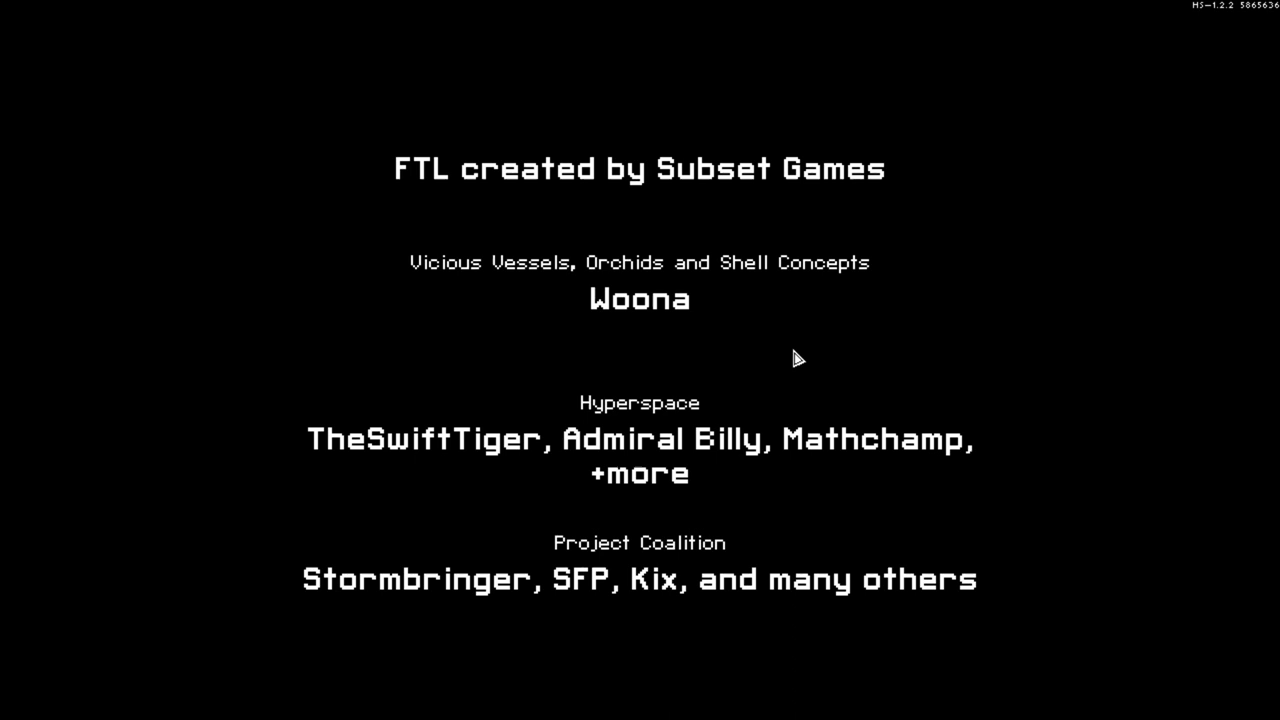 HS-1.2.2 5865636
FTL created by Subset Games
Vicious Vessels, Orchids and Shell Concepts
Woona
Hyperspace
TheSwiftTiger, Admiral Billy, Mathchamp,
+more
Project Coalition
Stormbringer, SFP, Kix, and many others